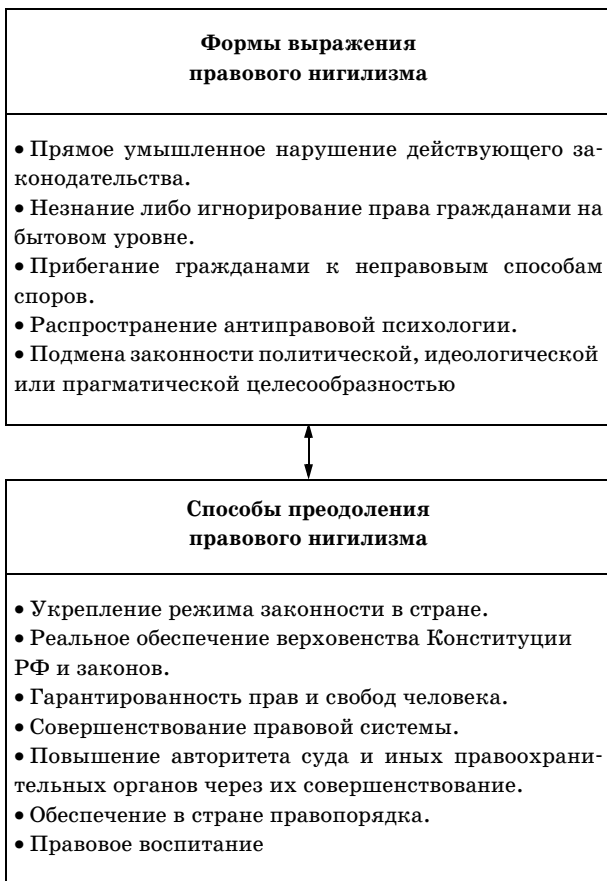 Формы выражения
правового нигилизма
• Прямое умышленное нарушение действующего за-
конодательства.
• Незнание либо игнорирование права гражданами на
бытовом уровне.
• Прибегание гражданами к неправовым способам
споров.
• Распространение антиправовой психологии.
• Подмена законности политической, идеологической
или прагматической целесообразностью
Способы преодоления
правового нигилизма
• Укрепление режима законности в стране.
• Реальное обеспечение верховенства Конституции
РФ и законов.
• Гарантированность прав и свобод человека.
• Совершенствование правовой системы.
• Повышение авторитета суда и иных правоохрани-
тельных органов через их совершенствование.
• Обеспечение в стране правопорядка.
• Правовое воспитание